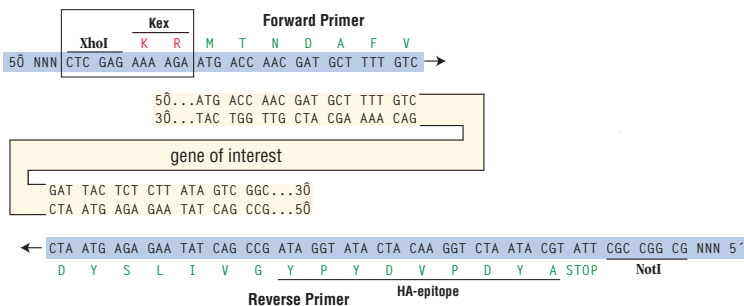 Kex
Forward Primer
XhoI K R M T N D A F V
5Ô NNN CTC GAG AAA AGA ATG ACC AAC GAT GCT TTT GTC
5Ô...ATG ACC AAC GAT GCT TTT GTC
3Ô...TAC TGG TTG CTA CGA AAA CAG
gene of interest
GAT TAC TCT CTT ATA GTC GGC...3Ô
CTA ATG AGA GAA TAT CAG CCG...5Ô
CTA ATG AGA GAA TAT CAG CCG ATA GGT ATA CTA CAA GGT CTA ATA CGT ATT CGC CGG CG NNN 5´
D Y S L I V G Y P Y D V P D Y A STOP NotI
HA-epitope
Reverse Primer